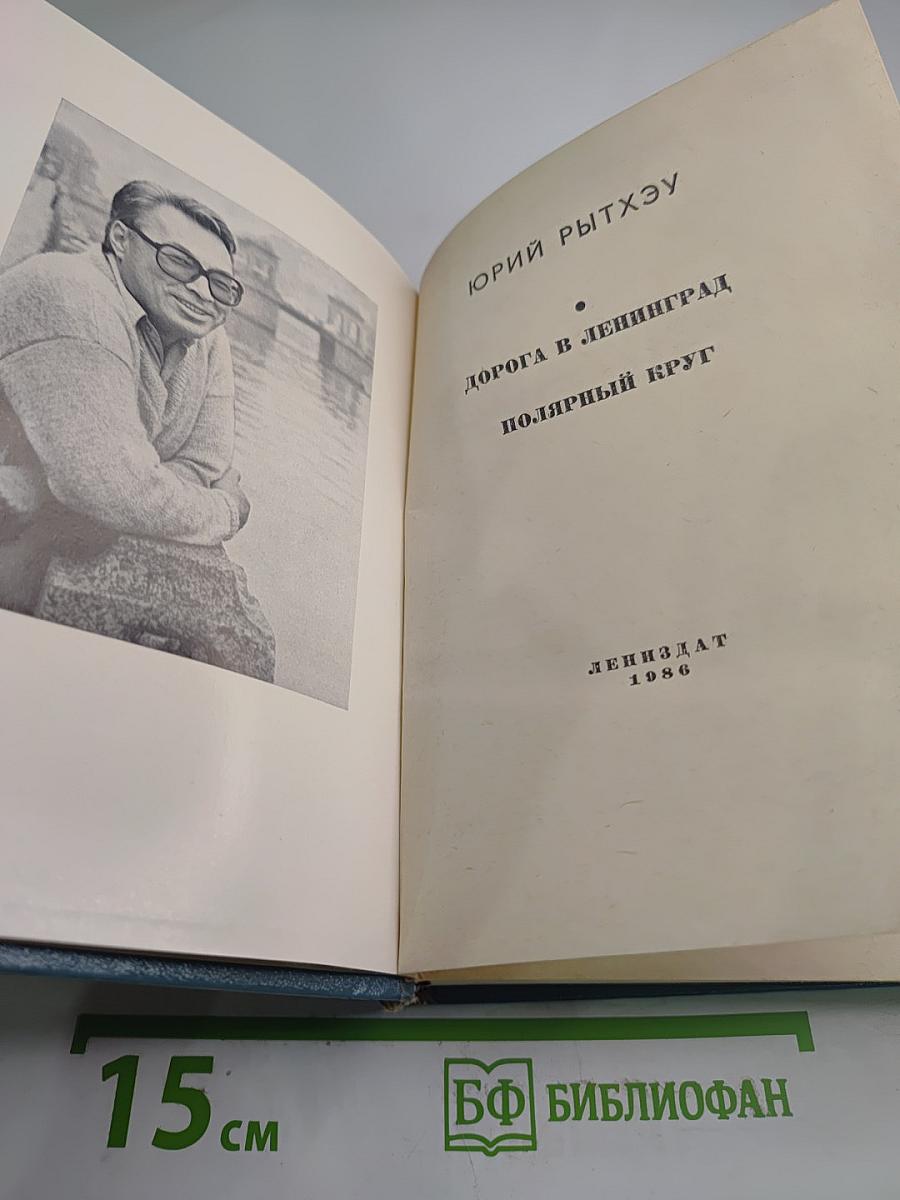 ЮРИЙ РЫТХЭУ
ДОРОГА В ЛЕНИНГРАД
ПОЛЯРНЫЙ КРУГ
ЛЕНИЗДАТ
1986
15 см
БФ БИБЛИОФАН